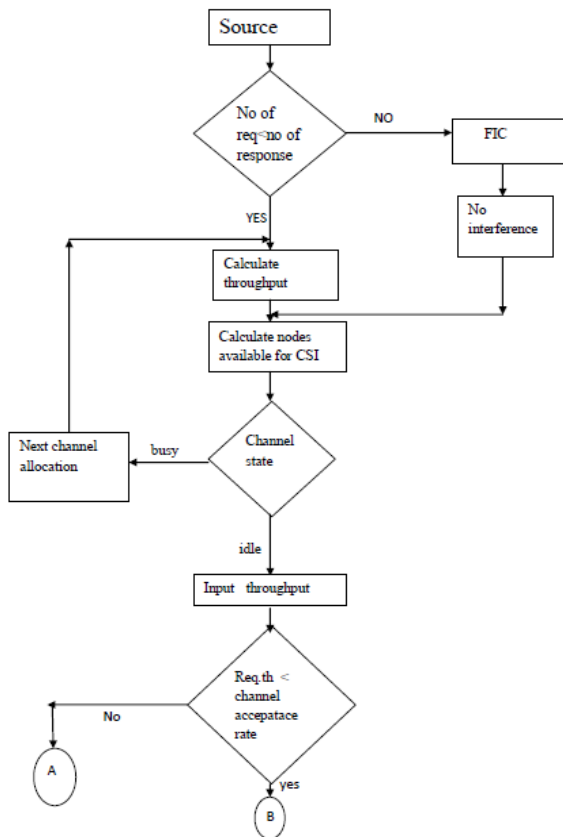 Source
No of
req<no of
response
NO
FIC
No
interference
YES
Calculate
throughput
Calculate nodes
available for CSI
Channel
state
busy
Next channel
allocation
idle
Input throughput
Req.th <
channel
accepatace
rate
No
A
yes
B